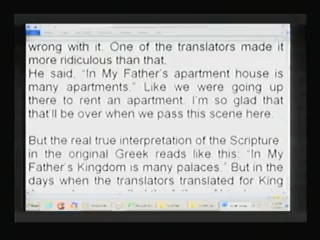 wrong with it. One of the translators made it
more ridiculous than that.
He said. "In My Father's apartment house is
many apartments." Like we were going up
there to rent an apartment. I'm so glad that
that'll be over when we pass this scene here.
But the real true interpretation of the Scripture
in the original Greek reads like this: "In My
Father's Kingdom is many palaces." But in the
days when the translators translated for King